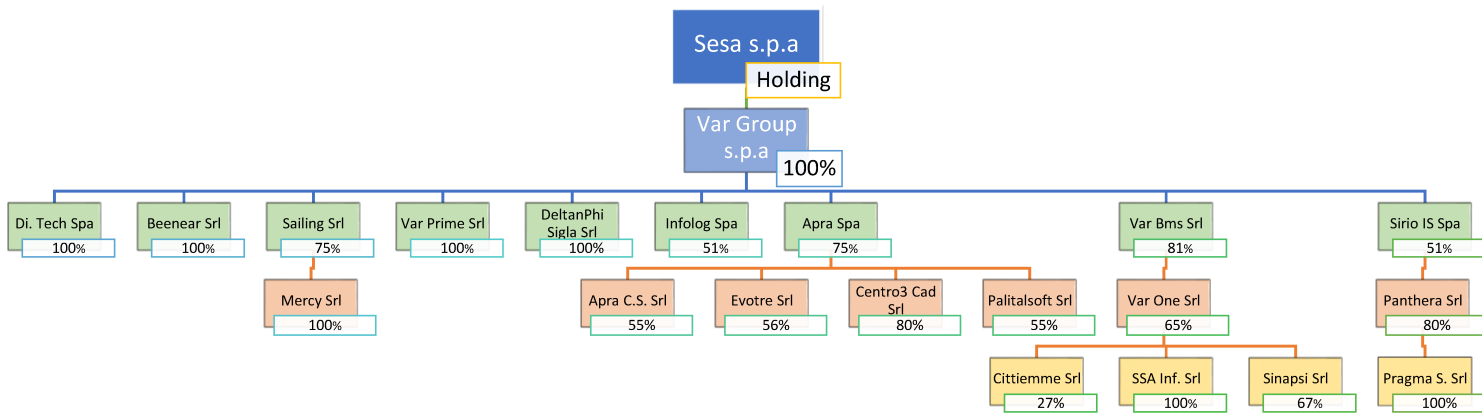 Sesa s.p.a
Holding
Var Group
s.p.a
100%
Di. Tech Spa
100%
Beenear Srl
100%
Sailing Srl
75%
Var Prime Srl
100%
DeltanPhi
Sigla Srl
100%
Infolog Spa
51%
Apra Spa
75%
Var Bms Srl
81%
Sirio IS Spa
51%
Mercy Srl
100%
Apra C.S. Srl
55%
Evotre Srl
56%
Centro3 Cad
Srl
80%
Palitalsoft Srl
55%
Var One Srl
65%
Panthera Srl
80%
Cittiemme Srl
27%
SSA Inf. Srl
100%
Sinapsi Srl
67%
Pragma S. Srl
100%